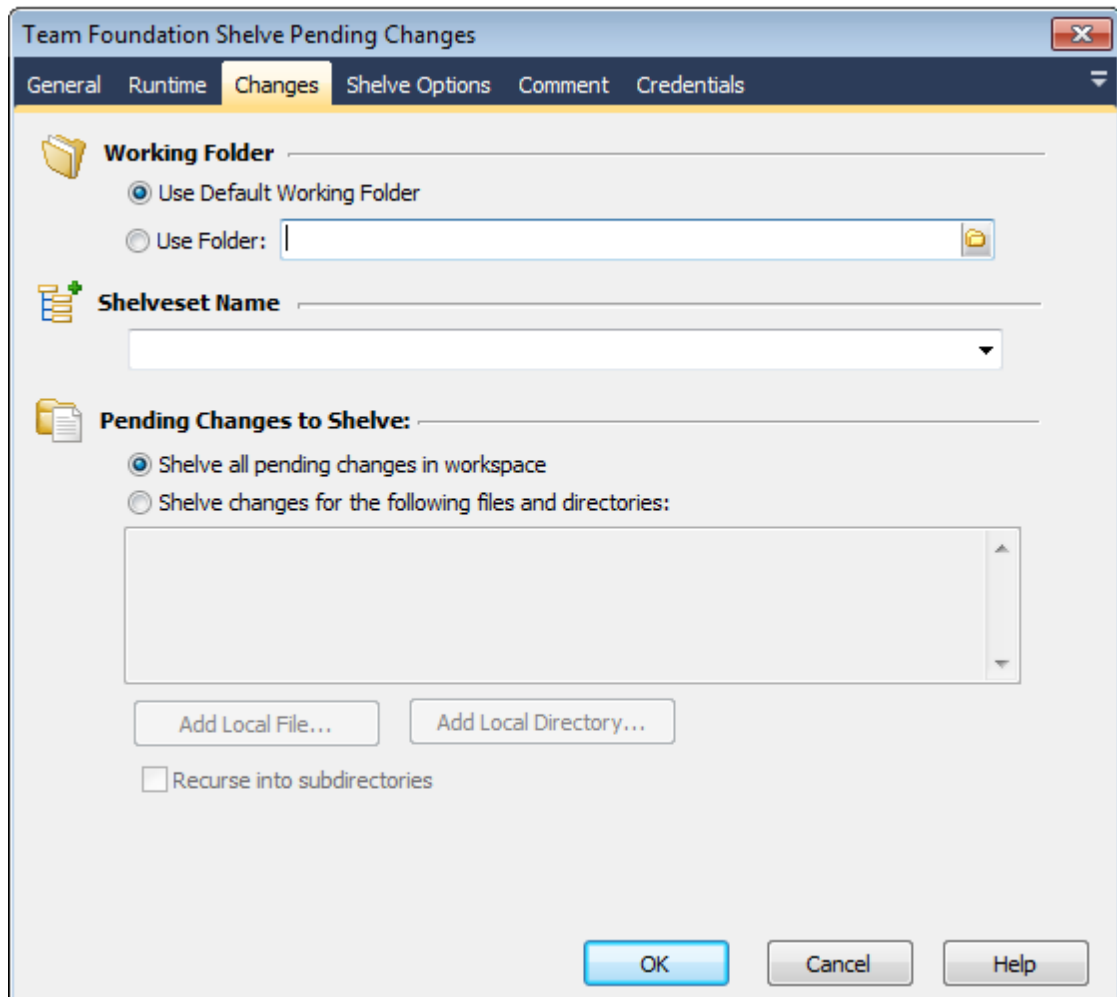 Team Foundation Shelve Pending Changes
General Runtime Changes Shelve Options Comment Credentials
Working Folder
Use Default Working Folder
Use Folder:
Shelveset Name
Pending Changes to Shelve:
Shelve all pending changes in workspace
Shelve changes for the following files and directories:
Add Local File... Add Local Directory...
Recurse into subdirectories
OK Cancel Help